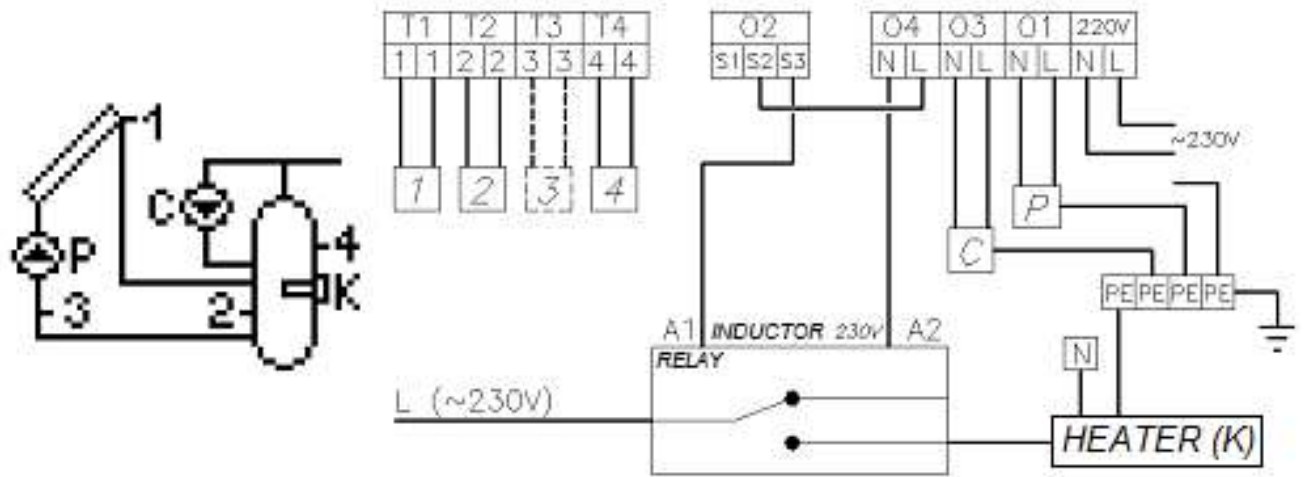 T1 T2 T3 T4 O2 O4 O3 O1 220V
1 1 2 2 3 3 4 4 S1 S2 S3 N L N L N L N L
1
~230V
1 2 3 4 P
C
C
4
P
K
PE PE PE PE
3 2
A1 INDUCTOR 230V A2
N
RELAY
L (~230V)
HEATER (K)